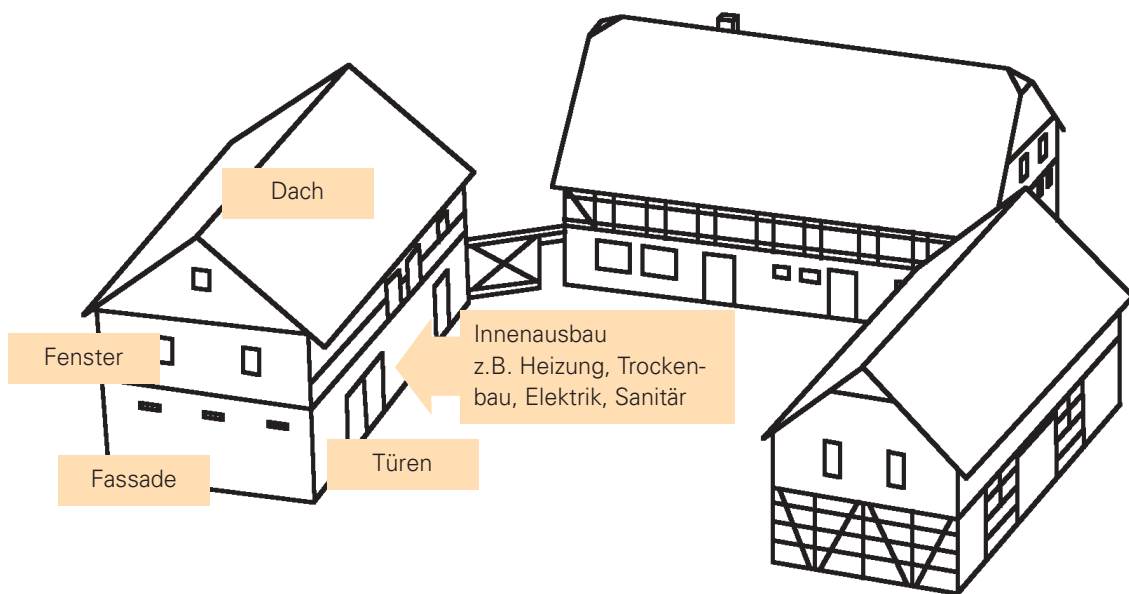 Dach
Fenster
Innenausbau
z.B. Heizung, Trocken-
bau, Elektrik, Sanitär
Türen
Fassade